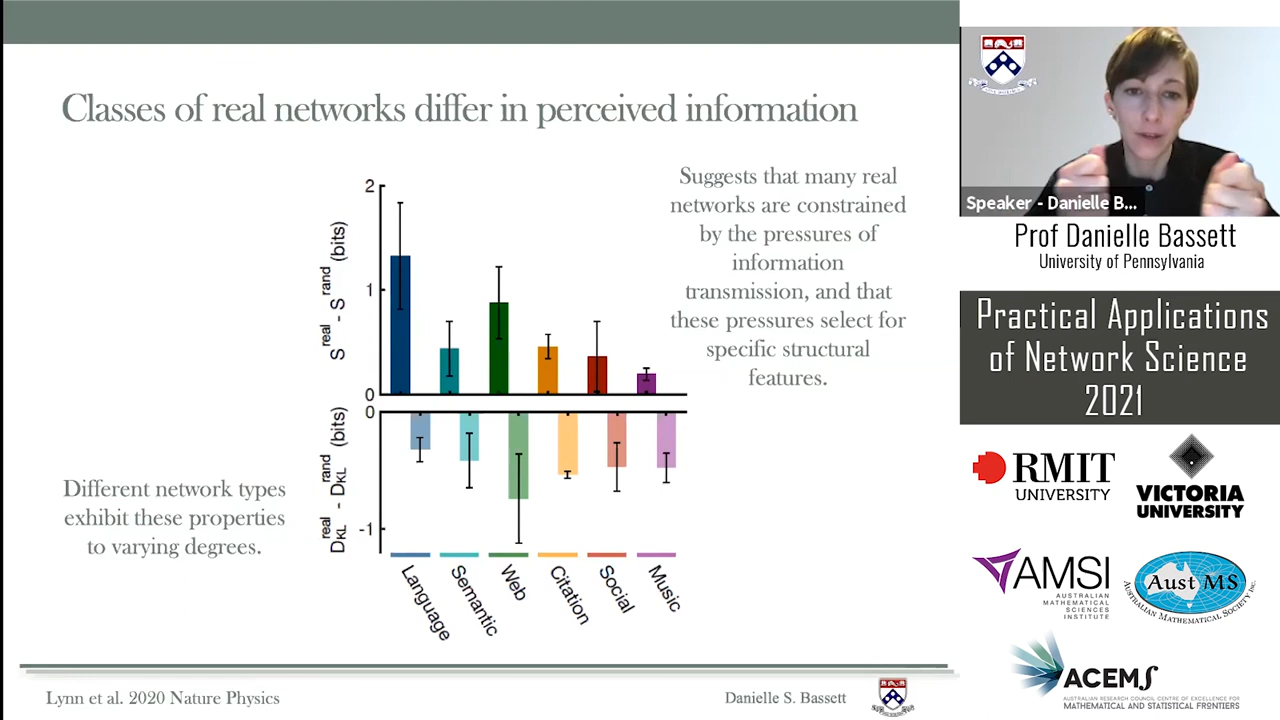 Classes of real networks differ in perceived information
Suggests that many real
networks are constrained
by the pressures of
information
transmission, and that
these pressures select for
specific structural
features.
2
1
0
S real - S rand (bits)
0
-1
D KL real - D KL rand (bits)
Language
Semantic
Web
Citation
Social
Music
Different network types
exhibit these properties
to varying degrees.
Lynn et al. 2020 Nature Physics
Danielle S. Bassett
Speaker - Danielle B...
Prof Danielle Bassett
University of Pennsylvania
Practical Applications
of Network Science
2021
RMIT
UNIVERSITY
VICTORIA
UNIVERSITY
AMSI
AUSTRALIAN
MATHEMATICAL
SCIENCES
INSTITUTE
Aust MS
AUSTRALIAN MATHEMATICAL SOCIETY Inc.
ACEMS
AUSTRALIAN RESEARCH COUNCIL CENTRE OF EXCELLENCE FOR
MATHEMATICAL AND STATISTICAL FRONTIERS